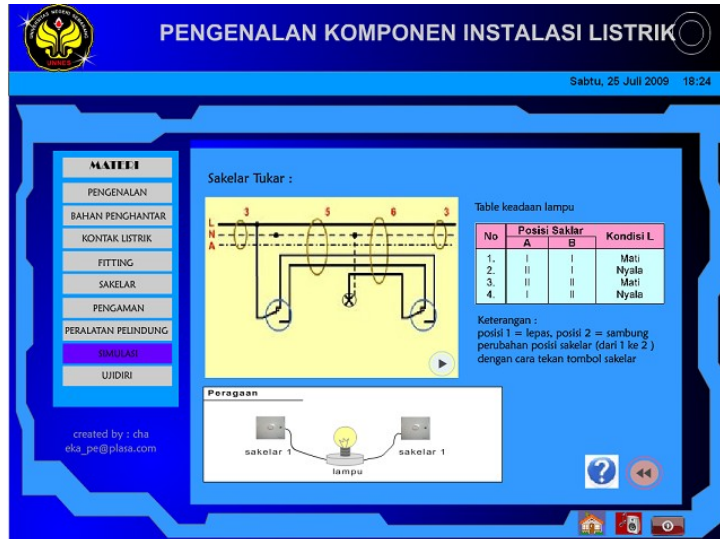 PENGENALAN KOMPONEN INSTALASI LISTRIK
UNIVERSITAS NEGERI SEMARANG
UNNES
Sabtu, 25 Juli 2009 18:24
MATERI
PENGENALAN
BAHAN PENGHANTAR
KONTAK LISTRIK
FITTING
SAKELAR
PENGAMAN
PERALATAN PELINDUNG
SIMULASI
UJIDIRI
created by : cha
eka_pe@plasa.com
Sakelar Tukar :
3 5 6 3
L
N
A
Peragaan
sakelar 1
lampu
sakelar 1
Table keadaan lampu
No Posisi Saklar Kondisi L
A B
1. I I Mati
2. II I Nyala
3. II II Mati
4. I II Nyala
Keterangan :
posisi 1 = lepas, posisi 2 = sambung
perubahan posisi sakelar (dari 1 ke 2 )
dengan cara tekan tombol sakelar
?